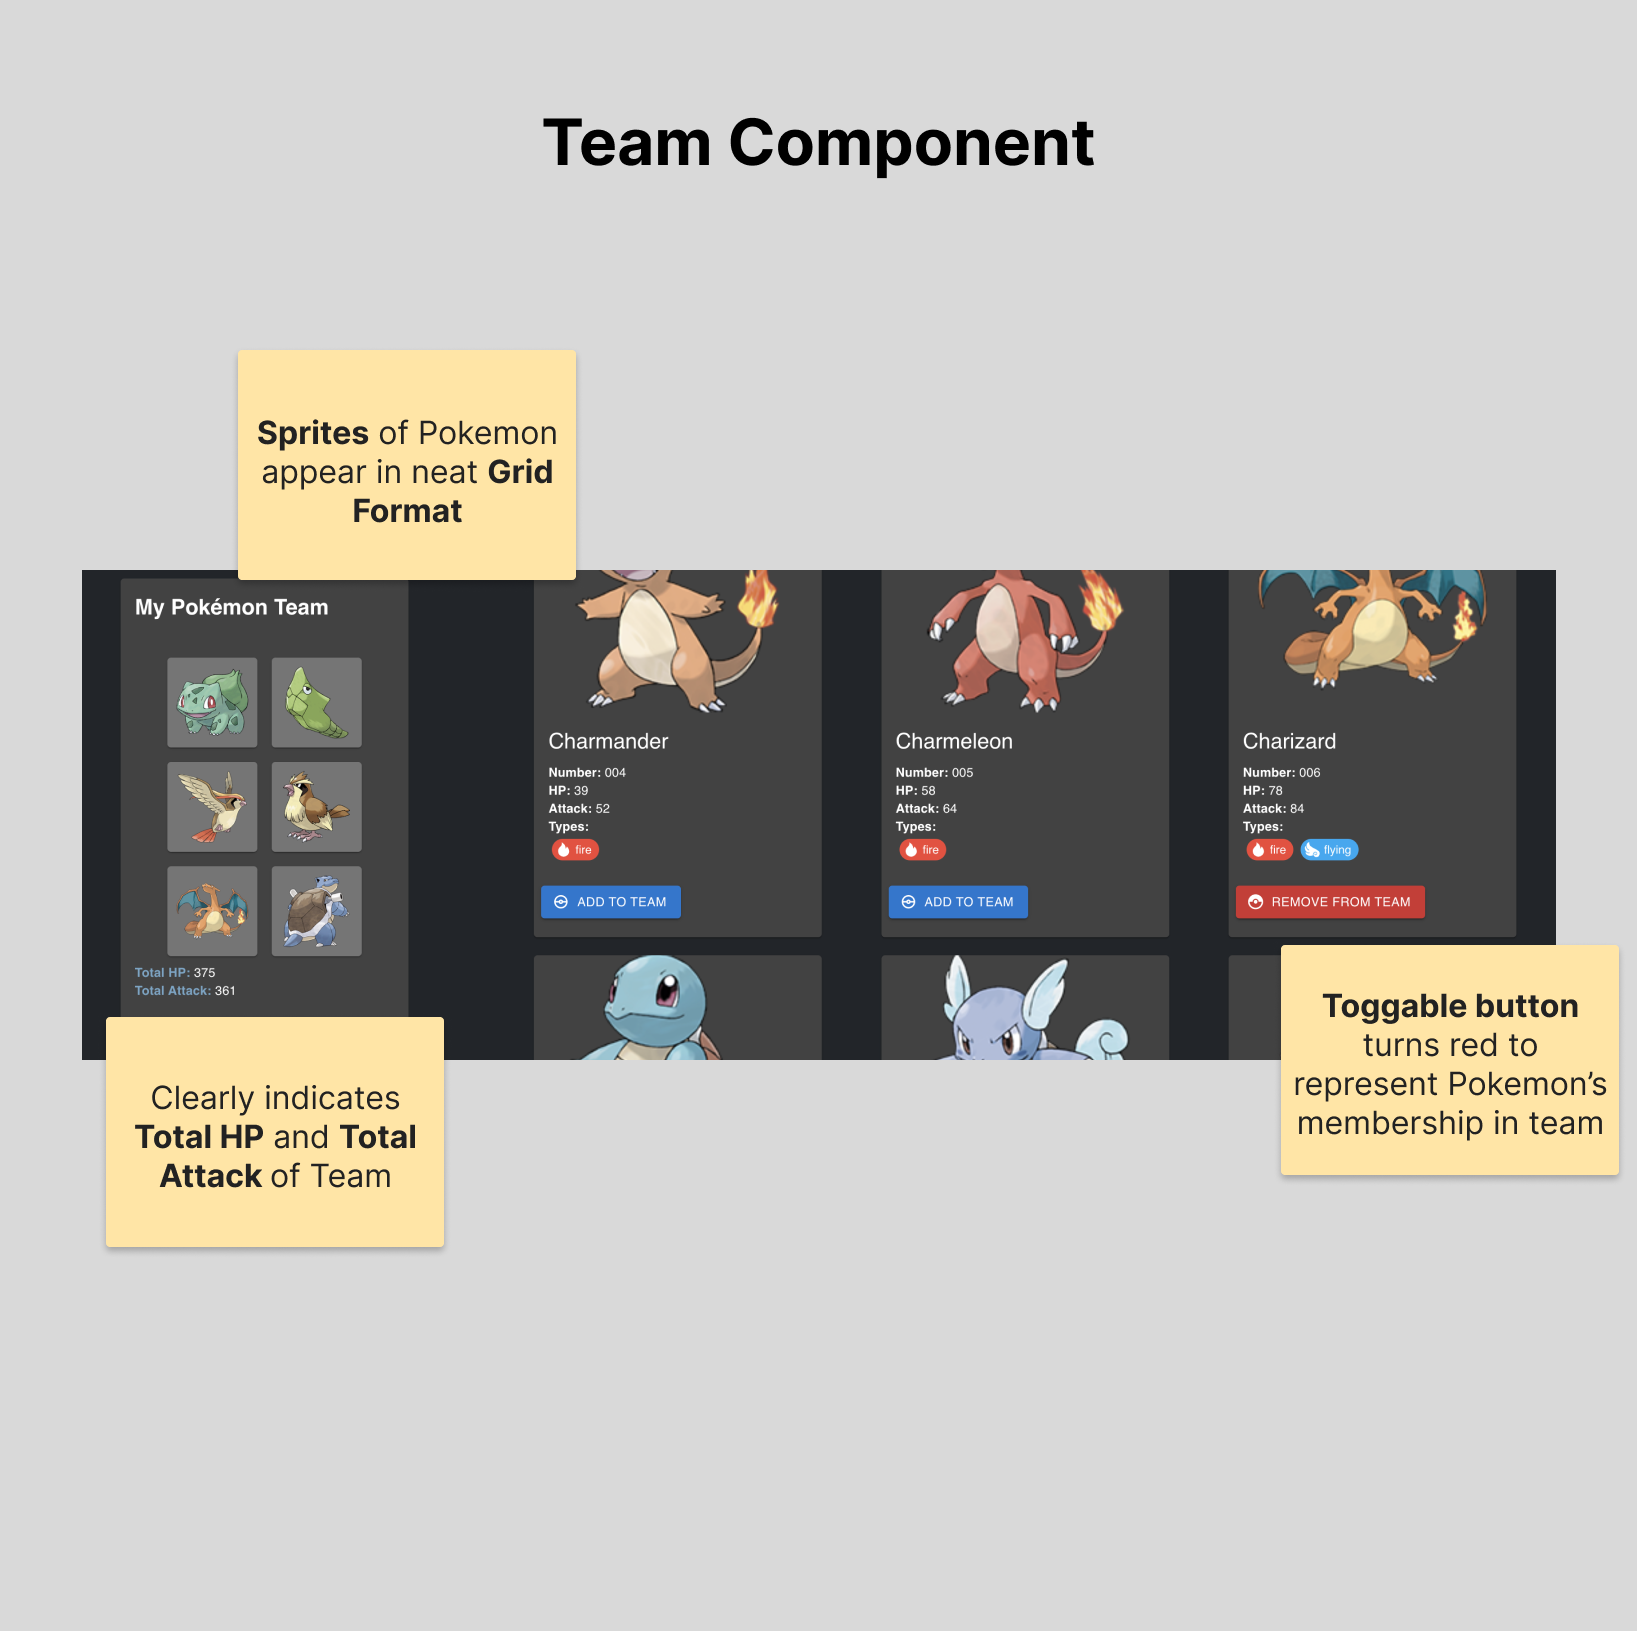 Team Component
Sprites of Pokemon
appear in neat Grid
Format
My Pokémon Team
Total HP: 375
Total Attack: 361
Charmander
Number: 004
HP: 39
Attack: 52
Types:
fire
ADD TO TEAM
Charmeleon
Number: 005
HP: 58
Attack: 64
Types:
fire
ADD TO TEAM
Charizard
Number: 006
HP: 78
Attack: 84
Types:
fire flying
REMOVE FROM TEAM
Clearly indicates
Total HP and Total
Attack of Team
Toggable button
turns red to
represent Pokemon’s
membership in team